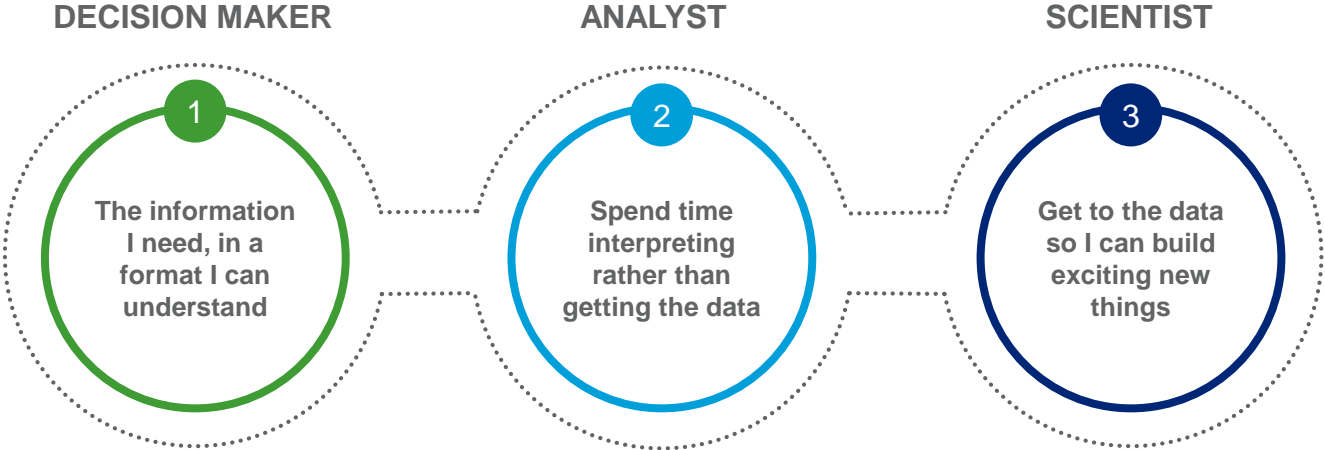 DECISION MAKER
ANALYST
SCIENTIST
1
The information
I need, in a
format I can
understand
2
Spend time
interpreting
rather than
getting the data
3
Get to the data
so I can build
exciting new
things